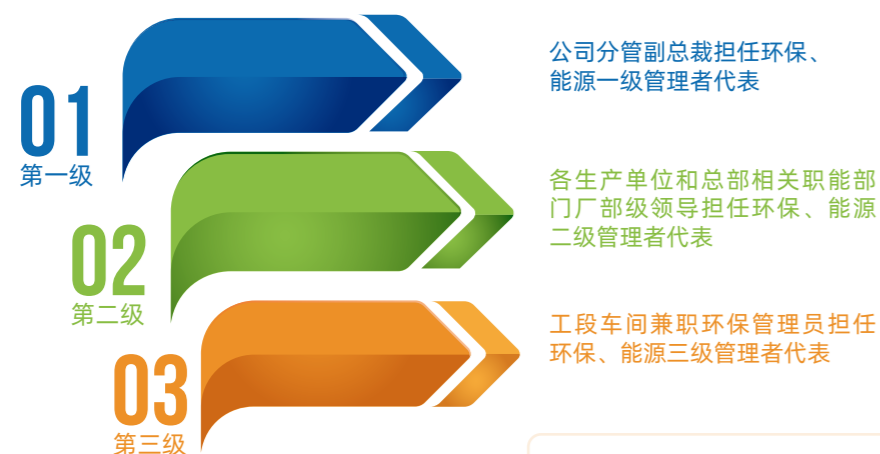 01
第一级
公司分管副总裁担任环保、
能源一级管理者代表
02
第二级
各生产单位和总部相关职能部
门厂部级领导担任环保、能源
二级管理者代表
03
第三级
工段车间兼职环保管理员担任
环保、能源三级管理者代表